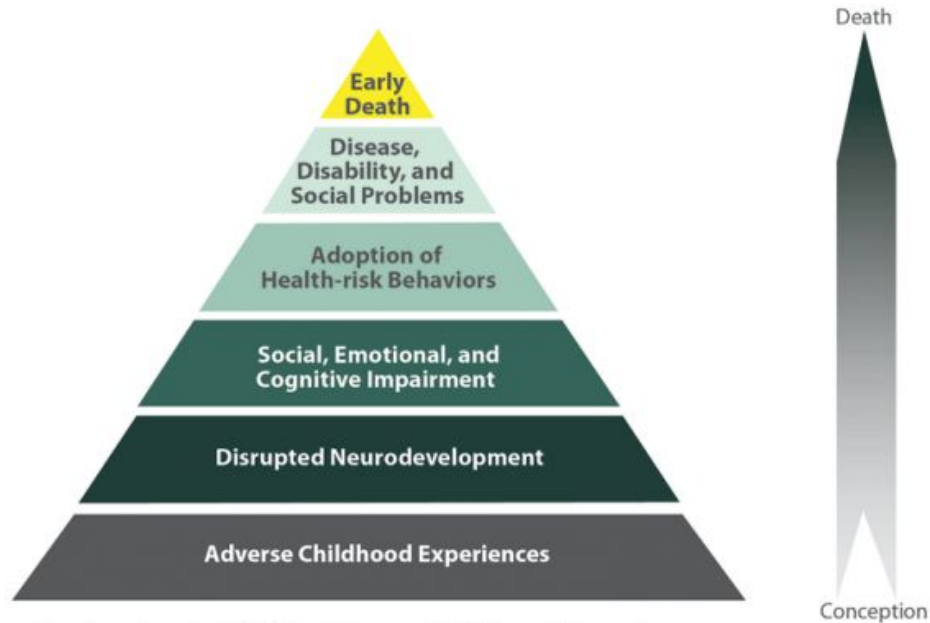 Death
Early
Death
Disease,
Disability, and
Social Problems
Adoption of
Health-risk Behaviors
Social, Emotional, and
Cognitive Impairment
Disrupted Neurodevelopment
Adverse Childhood Experiences
Conception